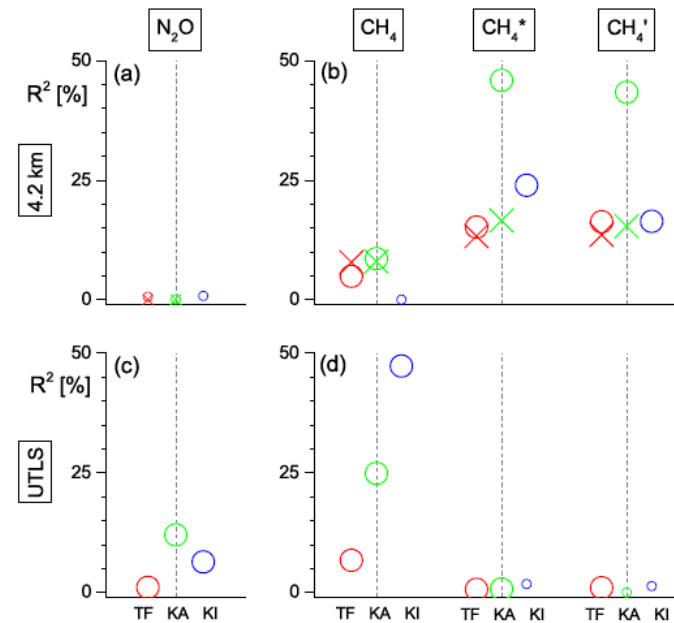 N₂O CH₄ CH₄* CH₄'
50 (a) 50 (b)
R² [%]
4.2 km
25 25
0 0
50 (c) 50 (d)
R² [%]
UTLS
25 25
0 0
TF KA KI TF KA KI TF KA KI TF KA KI